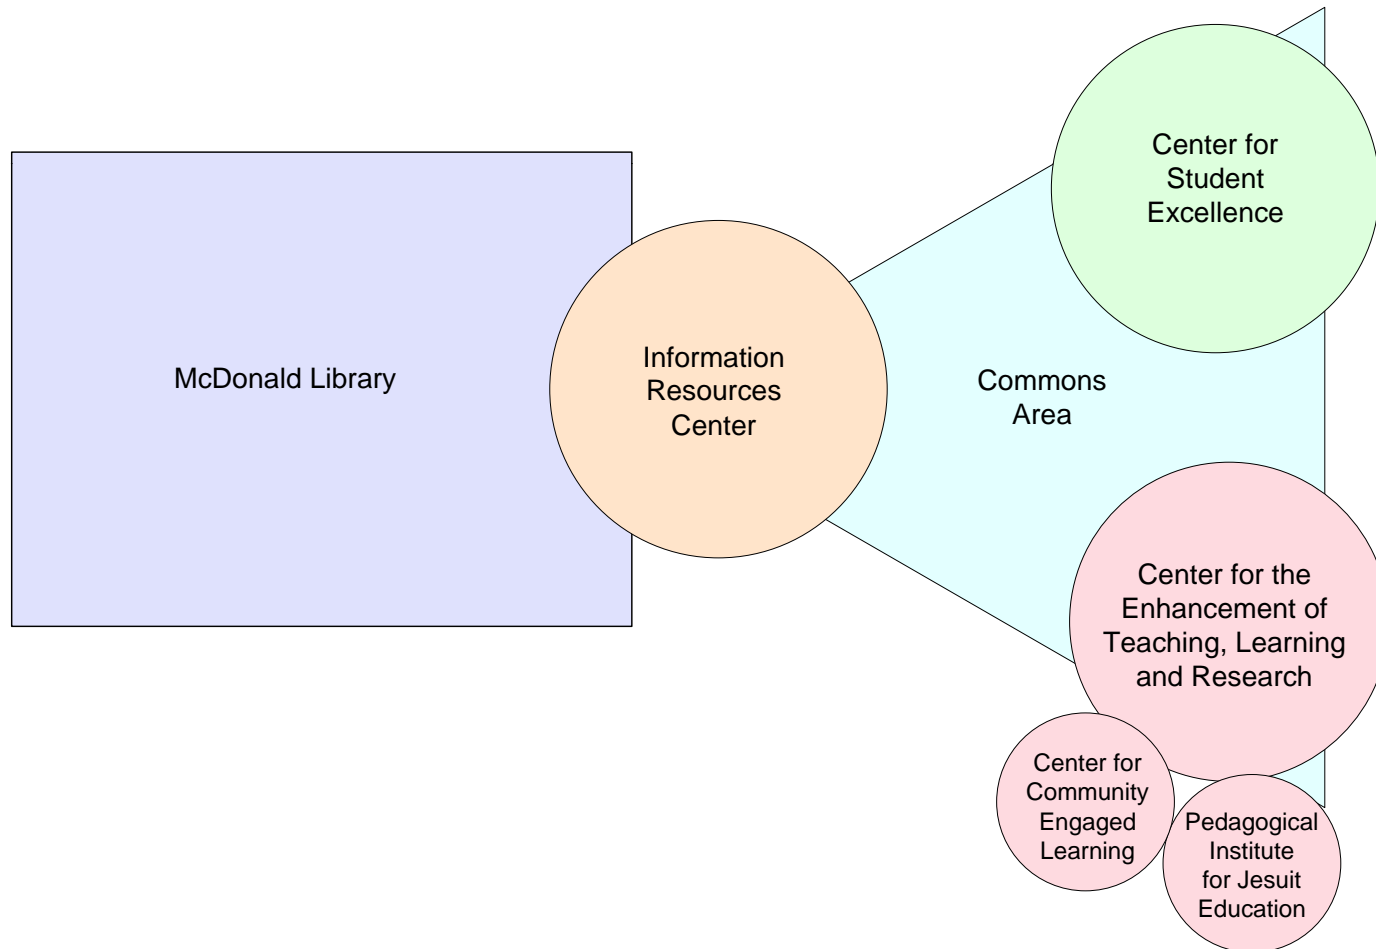 McDonald Library
Information
Resources
Center
Commons
Area
Center for
Student
Excellence
Center for the
Enhancement of
Teaching, Learning
and Research
Center for
Community
Engaged
Learning
Pedagogical
Institute
for Jesuit
Education